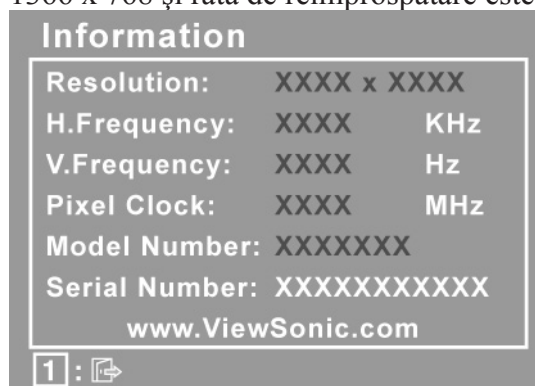 Information
Resolution: XXXX x XXXX
H.Frequency: XXXX KHz
V.Frequency: XXXX Hz
Pixel Clock: XXXX MHz
Model Number: XXXXXXX
Serial Number: XXXXXXXXXXX
www.ViewSonic.com
1 :